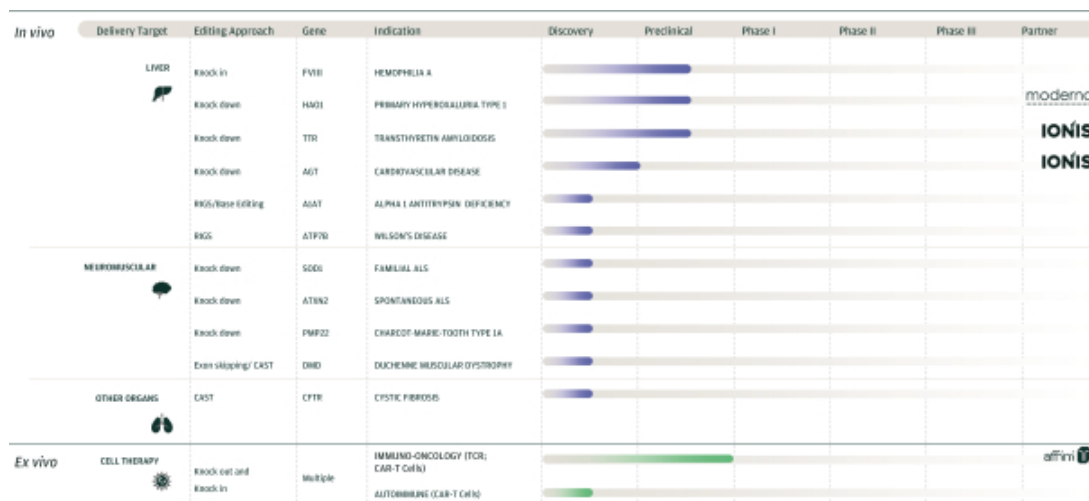 In vivo Delivery Target Editing Approach Gene Indication Discovery Preclinical Phase I Phase II Phase III Partner
LIVER
Knock in FVIII HEMOPHILIA A
Knock down HAO1 PRIMARY HYPEROXALURIA TYPE 1 moderna
Knock down TTR TRANSTHYRETIN AMYLOIDOSIS IONIS
Knock down AGT CARDIOVASCULAR DISEASE IONIS
RIGS/Base Editing A1AT ALPHA 1 ANTITRYPSIN DEFICIENCY
RIGS ATP7B WILSON'S DISEASE
NEUROMUSCULAR
Knock down SOD1 FAMILIAL ALS
Knock down ATXN2 SPONTANEOUS ALS
Knock down PMP22 CHARCOT-MARIE-TOOTH TYPE 1A
Exon skipping/ CAST DMD DUCHENNE MUSCULAR DYSTROPHY
OTHER ORGANS CAST CFTR CYSTIC FIBROSIS
Ex vivo CELL THERAPY
Knock out and
Knock in
Multiple
IMMUNO-ONCOLOGY (TCR;
CAR-T Cells)
affini
AUTOIMMUNE (CAR-T Cells)